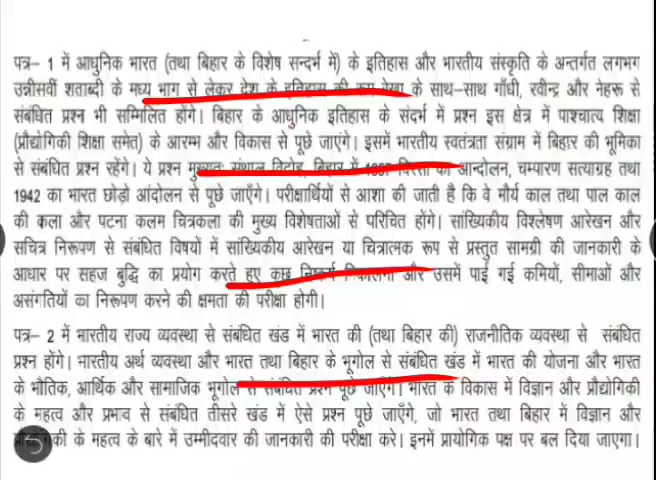 पत्र– 1 में आधुनिक भारत (तथा बिहार के विशेष सन्दर्भ में) के इतिहास और भारतीय संस्कृति के अन्तर्गत लगभग
उन्नीसवीं शताब्दी के मध्य भाग से लेकर देश के इतिहास की के साथ–साथ गाँधी, रवीन्द्र और नेहरू से
संबंधित प्रश्न भी सम्मिलित होंगे। बिहार के आधुनिक इतिहास के संदर्भ में प्रश्न इस क्षेत्र में पाश्चात्य शिक्षा
(प्रौद्योगिकी शिक्षा समेत) के आरम्भ और विकास से पूछे जाएंगे। इसमें भारतीय स्वतंत्रता संग्राम में बिहार की भूमिका
से संबंधित प्रश्न रहेंगे। ये प्रश्न मुख्यतः संथाल विद्रोह, बिहार में का आन्दोलन, चम्पारण सत्याग्रह तथा
1942 का भारत छोड़ो आंदोलन से पूछे जाएँगे। परीक्षार्थियों से आशा की जाती है कि वे मौर्य काल तथा पाल काल
की कला और पटना कलम चित्रकला की मुख्य विशेषताओं से परिचित होंगे। सांख्यिकीय विश्लेषण आरेखन और
सचित्र निरूपण से संबंधित विषयों में सांख्यिकीय आरेखन या चित्रात्मक रूप से प्रस्तुत सामग्री की जानकारी के
आधार पर सहज बुद्धि का प्रयोग करते हुए कुछ निष्कर्ष निकालना और उसमें पाई गई कमियों, सीमाओं और
असंगतियों का निरूपण करने की क्षमता की परीक्षा होगी।
पत्र– 2 में भारतीय राज्य व्यवस्था से संबंधित खंड में भारत की (तथा बिहार की) राजनीतिक व्यवस्था से संबंधित
प्रश्न होंगे। भारतीय अर्थ व्यवस्था और भारत तथा बिहार के भूगोल से संबंधित खंड में भारत की योजना और भारत
के भौतिक, आर्थिक और सामाजिक भूगोल से संबंधित प्रश्न पूछे जाएंगे। भारत के विकास में विज्ञान और प्रौद्योगिकी
के महत्व और प्रभाव से संबंधित तीसरे खंड में ऐसे प्रश्न पूछे जाएँगे, जो भारत तथा बिहार में विज्ञान और
प्रौद्योगिकी के महत्व के बारे में उम्मीदवार की जानकारी की परीक्षा करे। इनमें प्रायोगिक पक्ष पर बल दिया जाएगा।